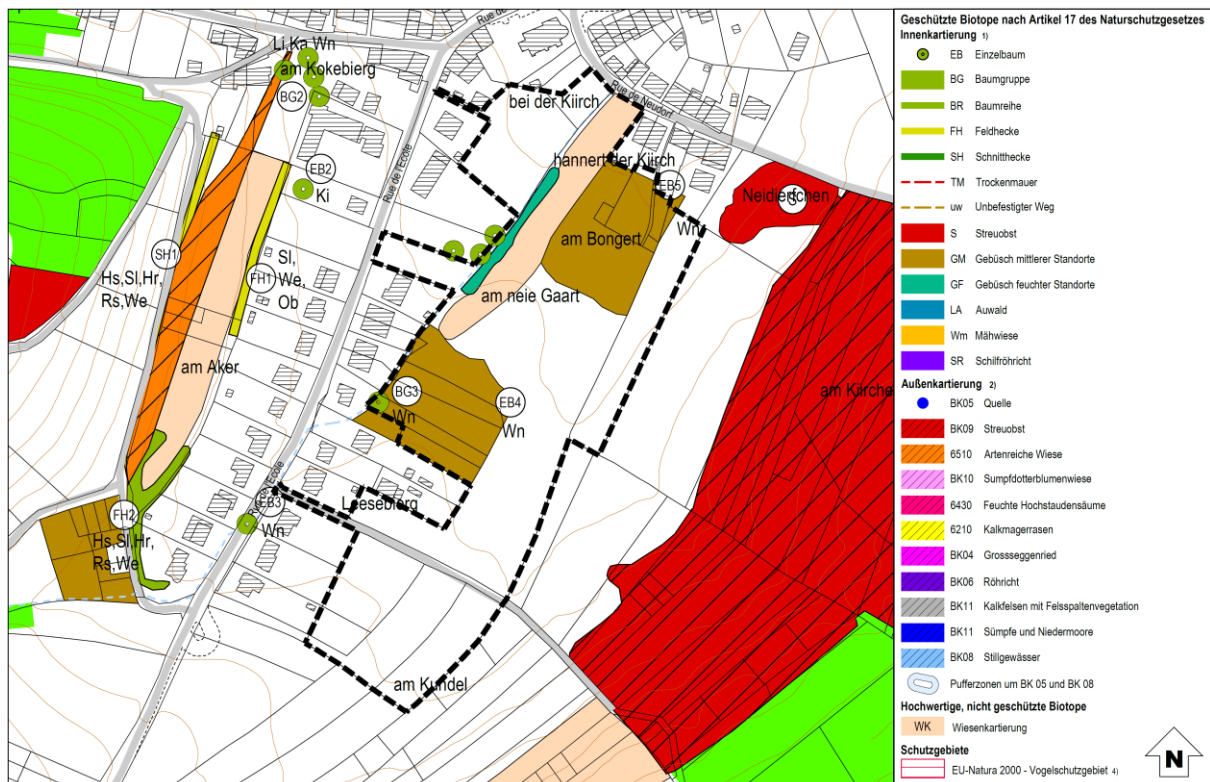 Li,Ka Wn
am Kokebierg
BG2
EB2
Ki
Rue de l'Ecole
bei der Kiirch
Rue de Neudorf
hannert der Kiirch
EB5
Wn
Neidierfchen
S
am Bongert
SH1
Hs,Sl,Hr,
Rs,We
FH1
Sl,
We,
Ob
am neie Gaart
am Aker
BG3
Wn
EB4
Wn
am Kiirche
EB3
Wn
Leesebierg
FH2
Hs,Sl,Hr,
Rs,We
am Kundel
Geschützte Biotope nach Artikel 17 des Naturschutzgesetzes
Innenkartierung 1)
EB Einzelbaum
BG Baumgruppe
BR Baumreihe
FH Feldhecke
SH Schnitthecke
TM Trockenmauer
uw Unbefestigter Weg
S Streuobst
GM Gebüsch mittlerer Standorte
GF Gebüsch feuchter Standorte
LA Auwald
Wm Mähwiese
SR Schilfröhricht
Außenkartierung 2)
BK05 Quelle
BK09 Streuobst
6510 Artenreiche Wiese
BK10 Sumpfdotterblumenwiese
6430 Feuchte Hochstaudensäume
6210 Kalkmagerrasen
BK04 Grossseggenried
BK06 Röhricht
BK11 Kalkfelsen mit Felsspaltenvegetation
BK11 Sümpfe und Niedermoore
BK08 Stillgewässer
Pufferzonen um BK 05 und BK 08
Hochwertige, nicht geschützte Biotope
WK Wiesenkartierung
Schutzgebiete
EU-Natura 2000 - Vogelschutzgebiet 4)
N